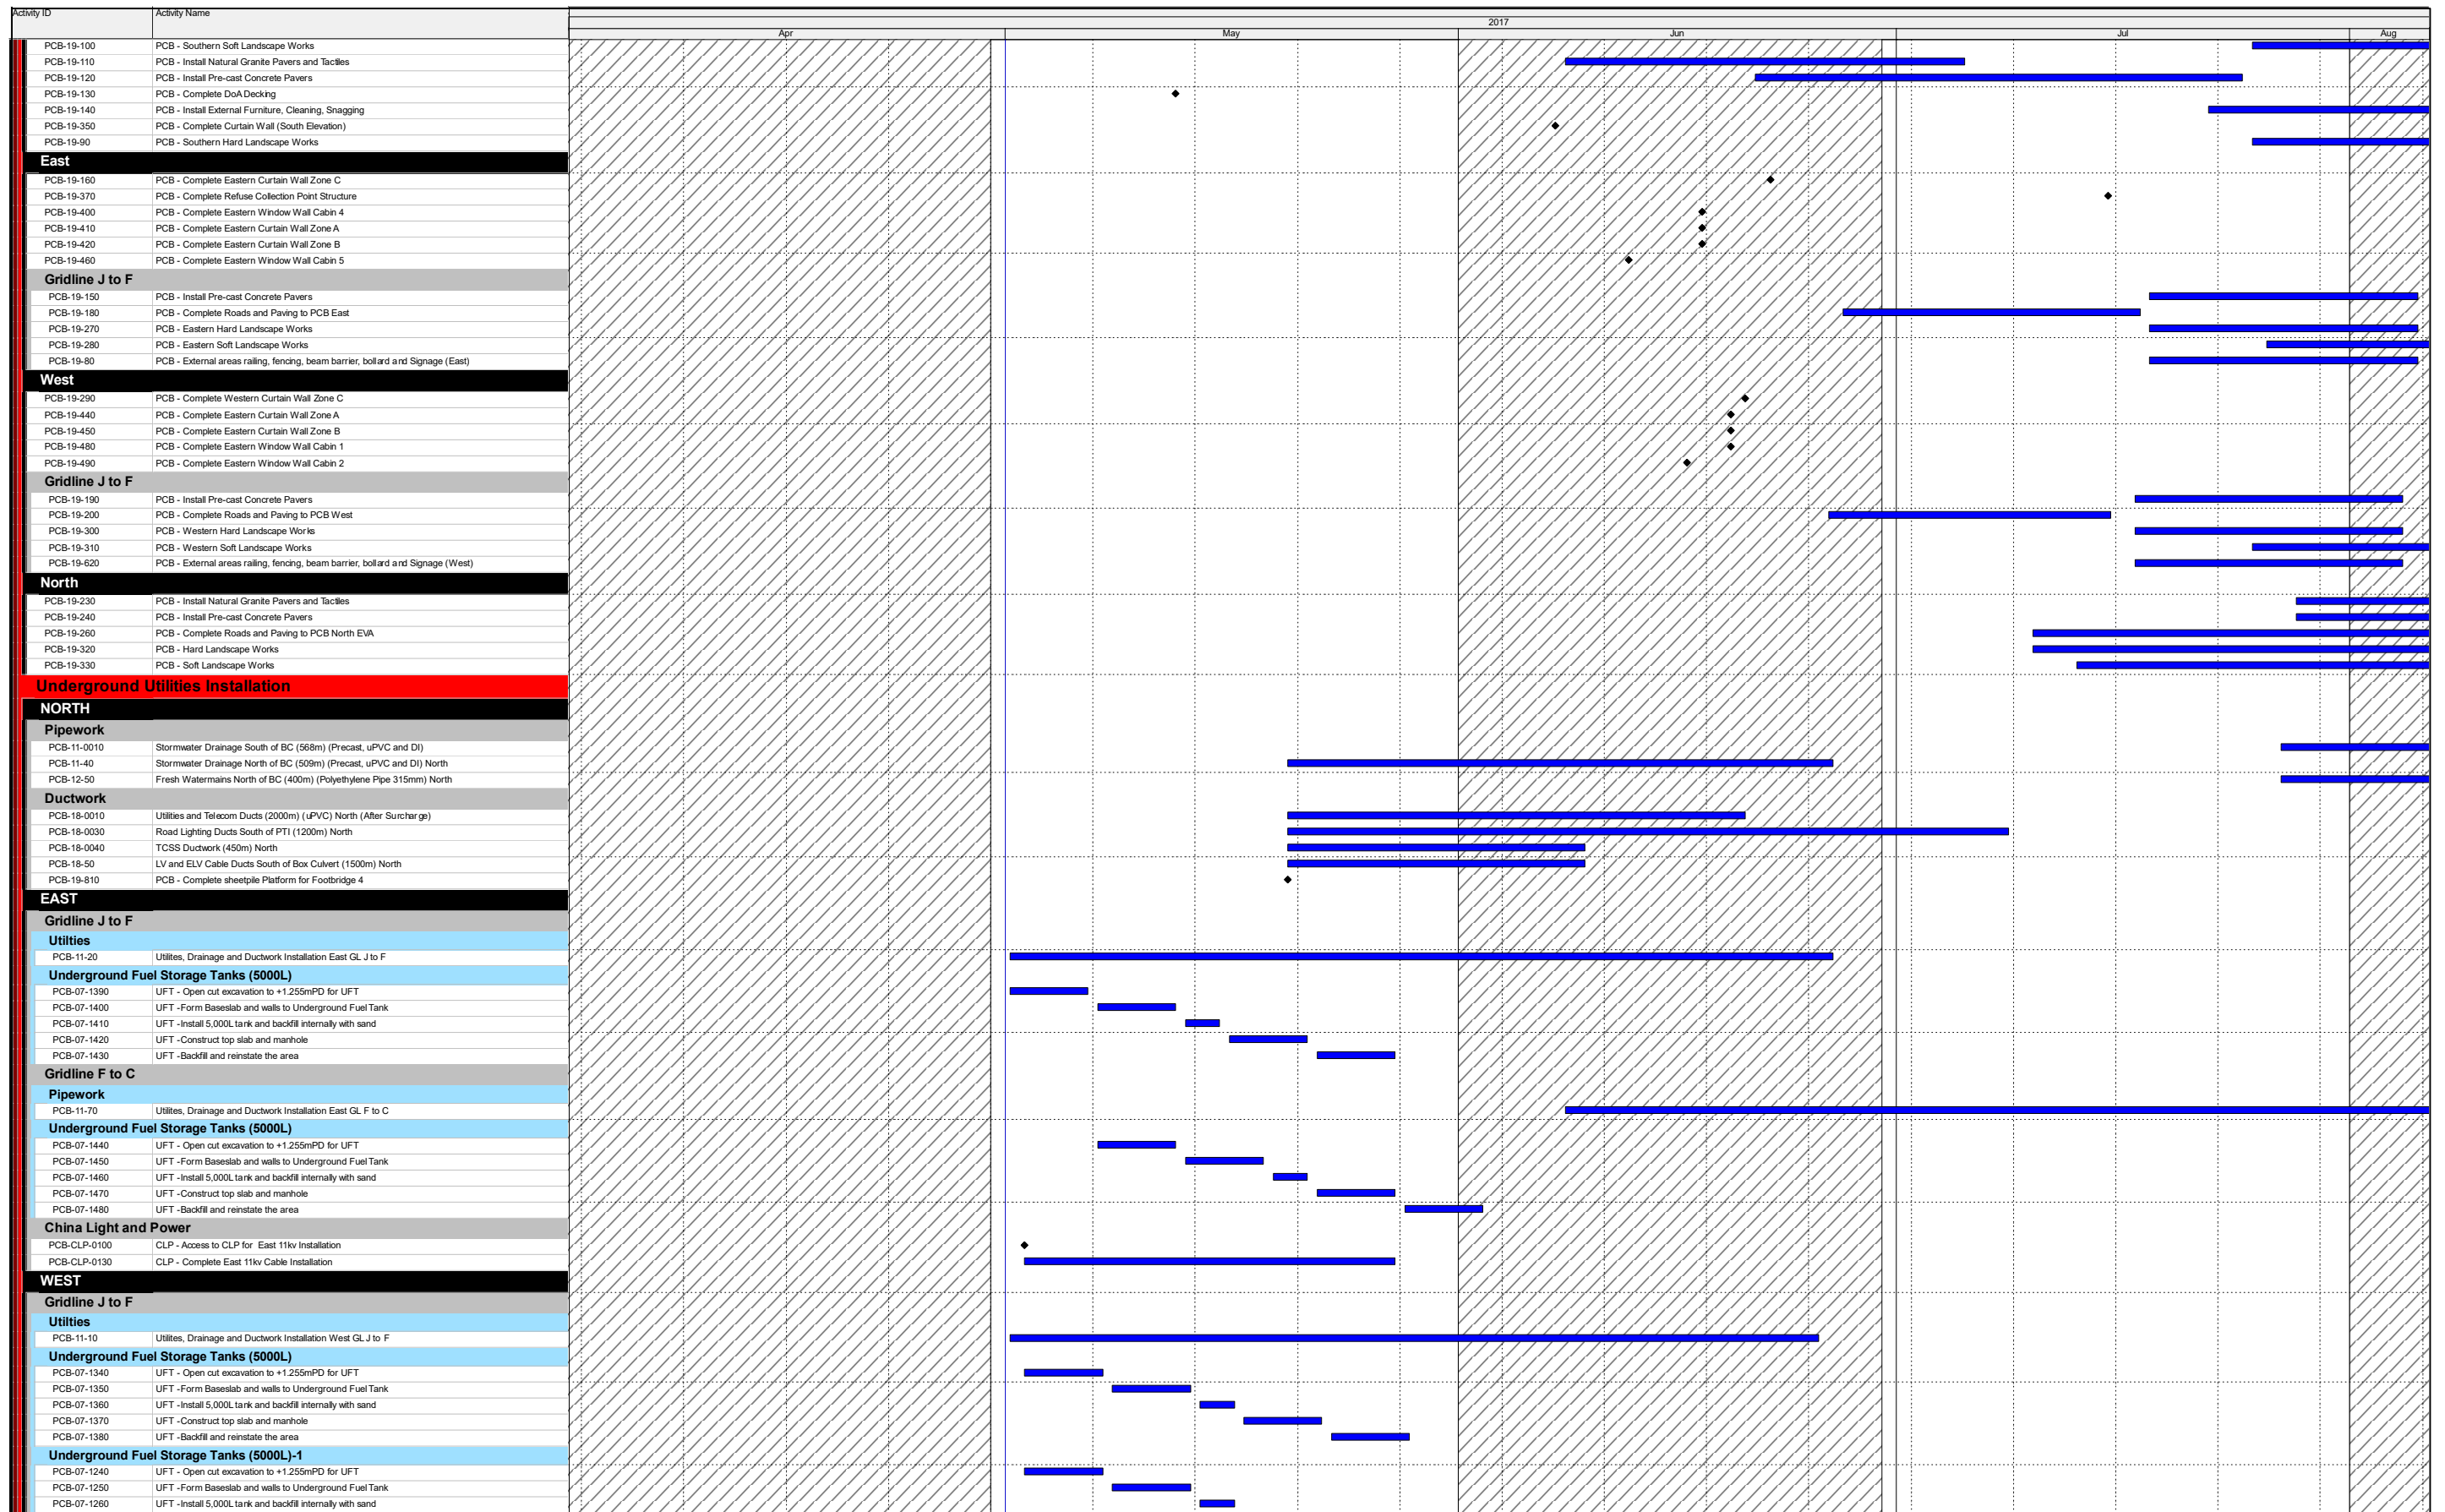 Activity ID Activity Name
2017
Apr May Jun Jul Aug
PCB-19-100 PCB - Southern Soft Landscape Works
PCB-19-110 PCB - Install Natural Granite Pavers and Tactiles
PCB-19-120 PCB - Install Pre-cast Concrete Pavers
PCB-19-130 PCB - Complete DoA Decking
PCB-19-140 PCB - Install External Furniture, Cleaning, Snagging
PCB-19-350 PCB - Complete Curtain Wall (South Elevation)
PCB-19-90 PCB - Southern Hard Landscape Works
East
PCB-19-160 PCB - Complete Eastern Curtain Wall Zone C
PCB-19-370 PCB - Complete Refuse Collection Point Structure
PCB-19-400 PCB - Complete Eastern Window Wall Cabin 4
PCB-19-410 PCB - Complete Eastern Curtain Wall Zone A
PCB-19-420 PCB - Complete Eastern Curtain Wall Zone B
PCB-19-460 PCB - Complete Eastern Window Wall Cabin 5
Gridline J to F
PCB-19-150 PCB - Install Pre-cast Concrete Pavers
PCB-19-180 PCB - Complete Roads and Paving to PCB East
PCB-19-270 PCB - Eastern Hard Landscape Works
PCB-19-280 PCB - Eastern Soft Landscape Works
PCB-19-80 PCB - External areas railing, fencing, beam barrier, bollard and Signage (East)
West
PCB-19-290 PCB - Complete Western Curtain Wall Zone C
PCB-19-440 PCB - Complete Eastern Curtain Wall Zone A
PCB-19-450 PCB - Complete Eastern Curtain Wall Zone B
PCB-19-480 PCB - Complete Eastern Window Wall Cabin 1
PCB-19-490 PCB - Complete Eastern Window Wall Cabin 2
Gridline J to F
PCB-19-190 PCB - Install Pre-cast Concrete Pavers
PCB-19-200 PCB - Complete Roads and Paving to PCB West
PCB-19-300 PCB - Western Hard Landscape Works
PCB-19-310 PCB - Western Soft Landscape Works
PCB-19-620 PCB - External areas railing, fencing, beam barrier, bollard and Signage (West)
North
PCB-19-230 PCB - Install Natural Granite Pavers and Tactiles
PCB-19-240 PCB - Install Pre-cast Concrete Pavers
PCB-19-260 PCB - Complete Roads and Paving to PCB North EVA
PCB-19-320 PCB - Hard Landscape Works
PCB-19-330 PCB - Soft Landscape Works
Underground Utilities Installation
NORTH
Pipework
PCB-11-0010 Stormwater Drainage South of BC (568m) (Precast, uPVC and DI)
PCB-11-40 Stormwater Drainage North of BC (509m) (Precast, uPVC and DI) North
PCB-12-50 Fresh Watermains North of BC (400m) (Polyethylene Pipe 315mm) North
Ductwork
PCB-18-0010 Utilities and Telecom Ducts (2000m) (uPVC) North (After Surcharge)
PCB-18-0030 Road Lighting Ducts South of PTI (1200m) North
PCB-18-0040 TCSS Ductwork (450m) North
PCB-18-50 LV and ELV Cable Ducts South of Box Culvert (1500m) North
PCB-19-810 PCB - Complete sheetpile Platform for Footbridge 4
EAST
Gridline J to F
Utilties
PCB-11-20 Utilites, Drainage and Ductwork Installation East GL J to F
Underground Fuel Storage Tanks (5000L)
PCB-07-1390 UFT - Open cut excavation to +1.255mPD for UFT
PCB-07-1400 UFT -Form Baseslab and walls to Underground Fuel Tank
PCB-07-1410 UFT -Install 5,000L tank and backfill internally with sand
PCB-07-1420 UFT -Construct top slab and manhole
PCB-07-1430 UFT -Backfill and reinstate the area
Gridline F to C
Pipework
PCB-11-70 Utilites, Drainage and Ductwork Installation East GL F to C
Underground Fuel Storage Tanks (5000L)
PCB-07-1440 UFT - Open cut excavation to +1.255mPD for UFT
PCB-07-1450 UFT -Form Baseslab and walls to Underground Fuel Tank
PCB-07-1460 UFT -Install 5,000L tank and backfill internally with sand
PCB-07-1470 UFT -Construct top slab and manhole
PCB-07-1480 UFT -Backfill and reinstate the area
China Light and Power
PCB-CLP-0100 CLP - Access to CLP for East 11kv Installation
PCB-CLP-0130 CLP - Complete East 11kv Cable Installation
WEST
Gridline J to F
Utilties
PCB-11-10 Utilites, Drainage and Ductwork Installation West GL J to F
Underground Fuel Storage Tanks (5000L)
PCB-07-1340 UFT - Open cut excavation to +1.255mPD for UFT
PCB-07-1350 UFT -Form Baseslab and walls to Underground Fuel Tank
PCB-07-1360 UFT -Install 5,000L tank and backfill internally with sand
PCB-07-1370 UFT -Construct top slab and manhole
PCB-07-1380 UFT -Backfill and reinstate the area
Underground Fuel Storage Tanks (5000L)-1
PCB-07-1240 UFT - Open cut excavation to +1.255mPD for UFT
PCB-07-1250 UFT -Form Baseslab and walls to Underground Fuel Tank
PCB-07-1260 UFT -Install 5,000L tank and backfill internally with sand